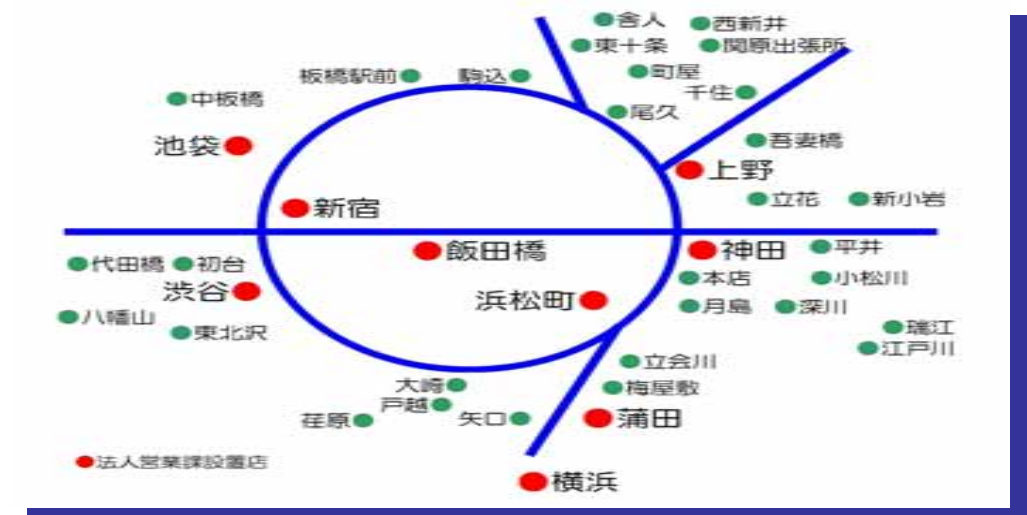 舎人
西新井
東十条
関原出張所
板橋駅前
駒込
町屋
千住
中板橋
尾久
池袋
吾妻橋
上野
新宿
立花
新小岩
飯田橋
神田
平井
代田橋
初台
本店
小松川
渋谷
浜松町
月島
深川
八幡山
東北沢
瑞江
江戸川
立会川
大崎
梅屋敷
戸越
荏原
矢口
蒲田
法人営業課設置店
横浜